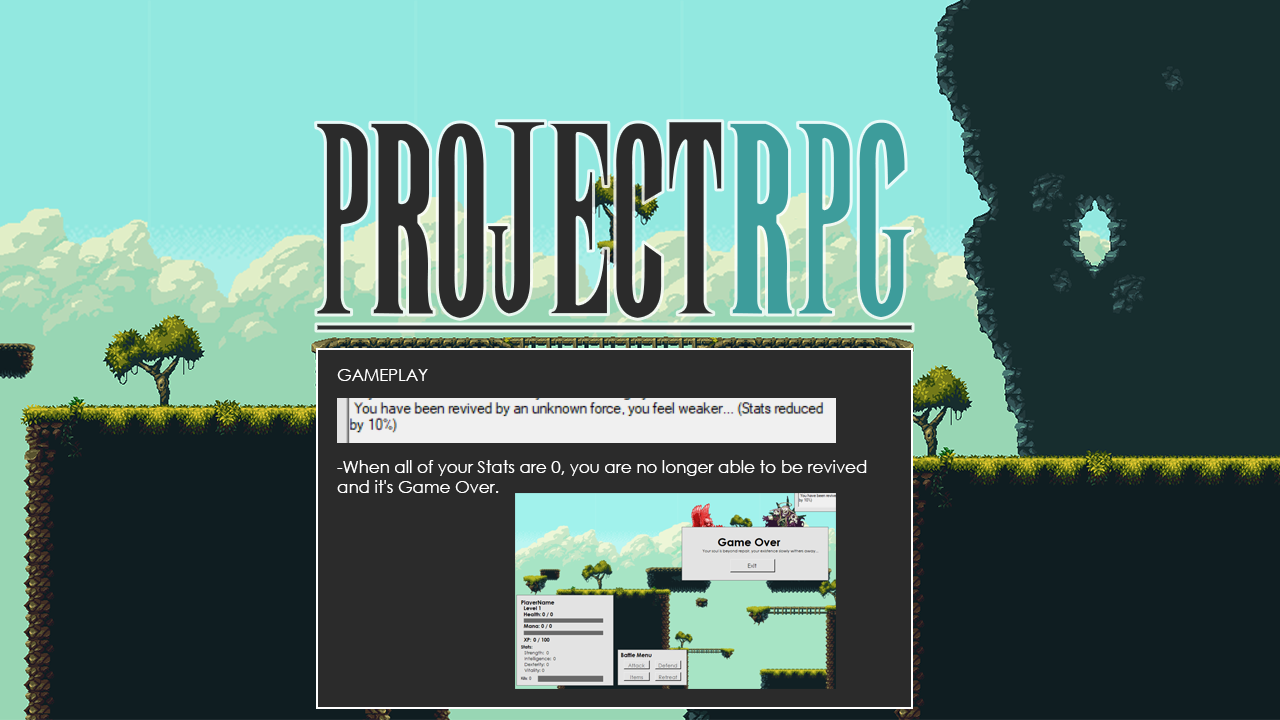 PROJECTRPG
GAMEPLAY
You have been revived by an unknown force, you feel weaker... (Stats reduced
by 10%)
-When all of your Stats are 0, you are no longer able to be revived
and it's Game Over.
You have been revived
by 10%)
Game Over
Your soul is beyond repair, your existence slowly withers away...
Exit
PlayerName
Level 1
Health: 0 / 0
Mana: 0 / 0
XP: 0 / 100
Stats:
Strength: 0
Intelligence: 0
Dexterity: 0
Vitality: 0
Battle Menu
Attack Defend
Items Retreat